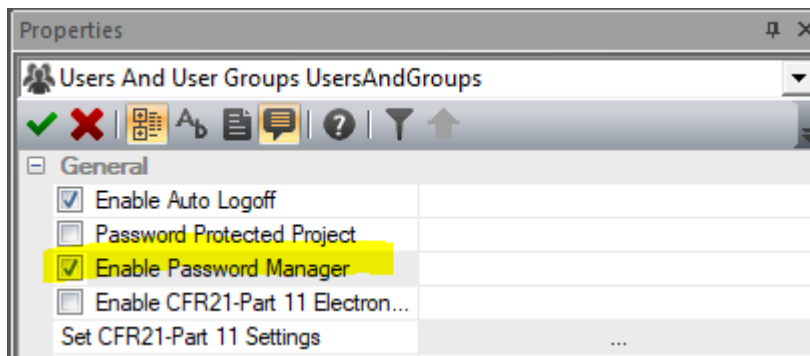 Properties
Users And User Groups UsersAndGroups
General
Enable Auto Logoff
Password Protected Project
Enable Password Manager
Enable CFR21-Part 11 Electron...
Set CFR21-Part 11 Settings ...